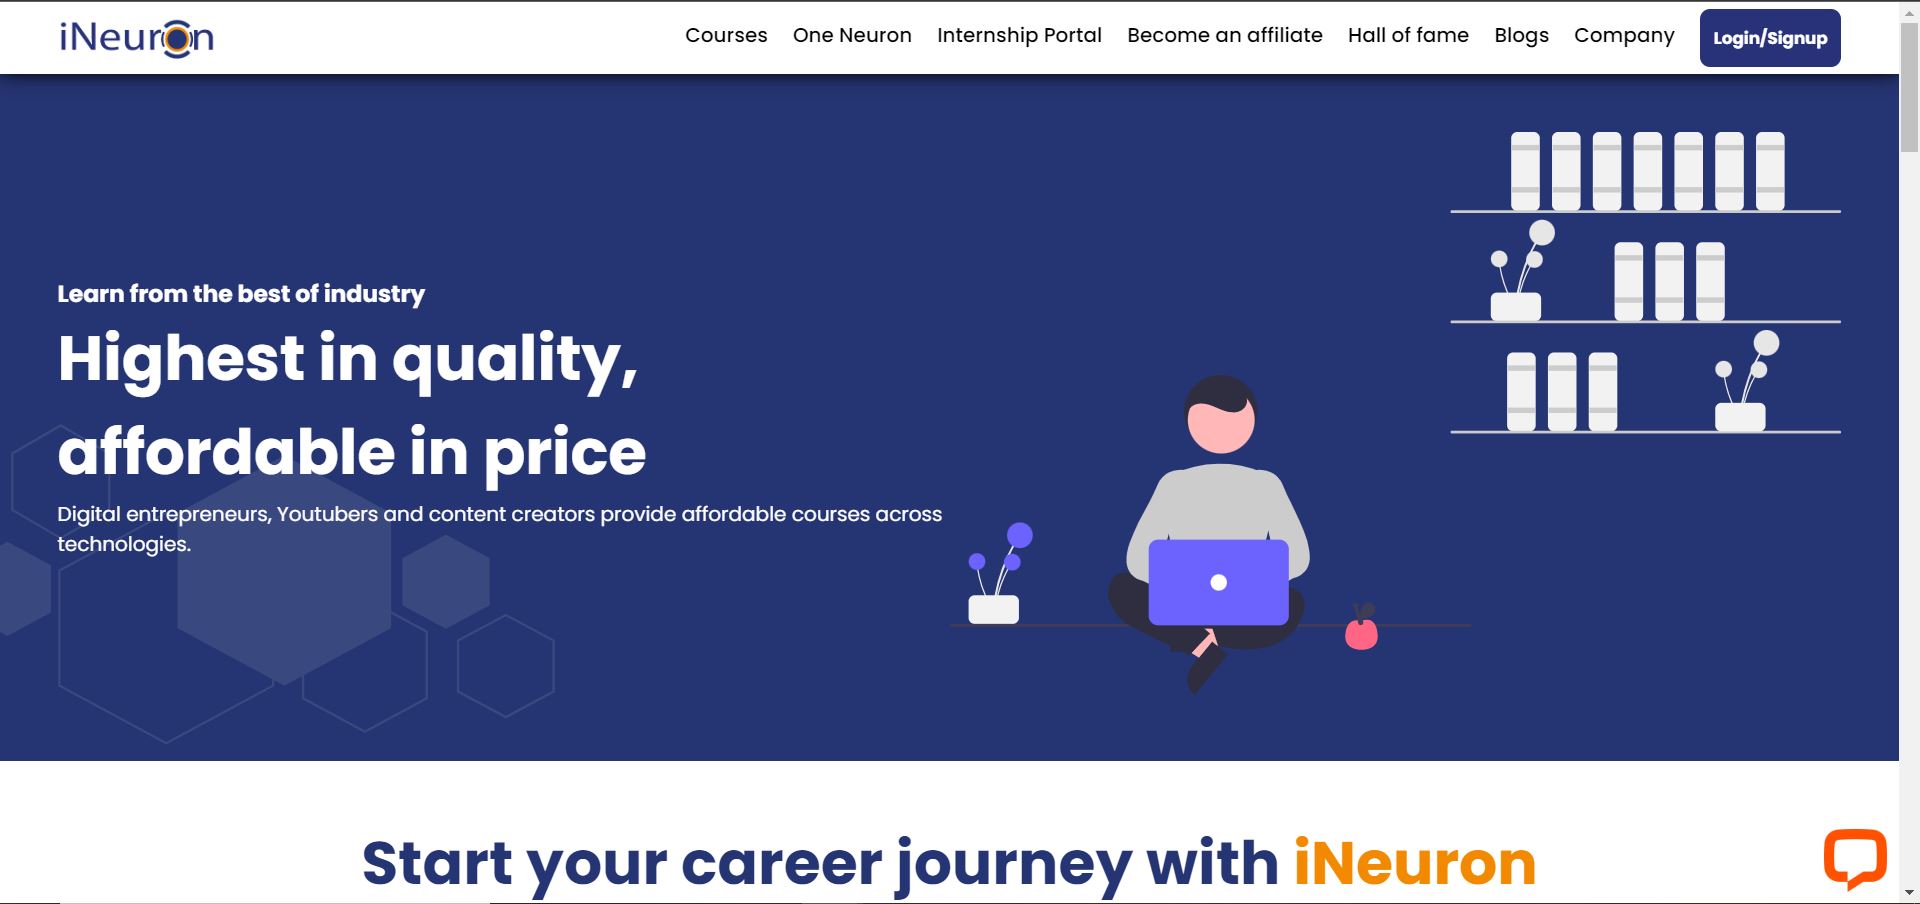 iNeuron
Courses One Neuron Internship Portal Become an affiliate Hall of fame Blogs Company Login/Signup
Learn from the best of industry
Highest in quality,
affordable in price
Digital entrepreneurs, Youtubers and content creators provide affordable courses across
technologies.
Start your career journey with iNeuron